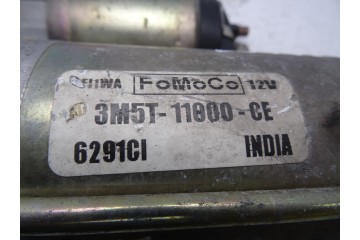 FoMoCo 12V
3M5T-11000-CE
6291CI INDIA